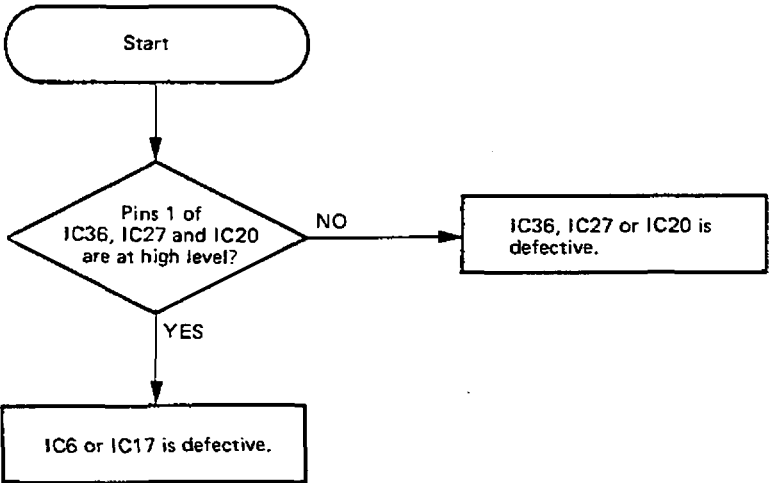 Start
Pins 1 of
IC36, IC27 and IC20
are at high level?
NO
IC36, IC27 or IC20 is
defective.
YES
IC6 or IC17 is defective.